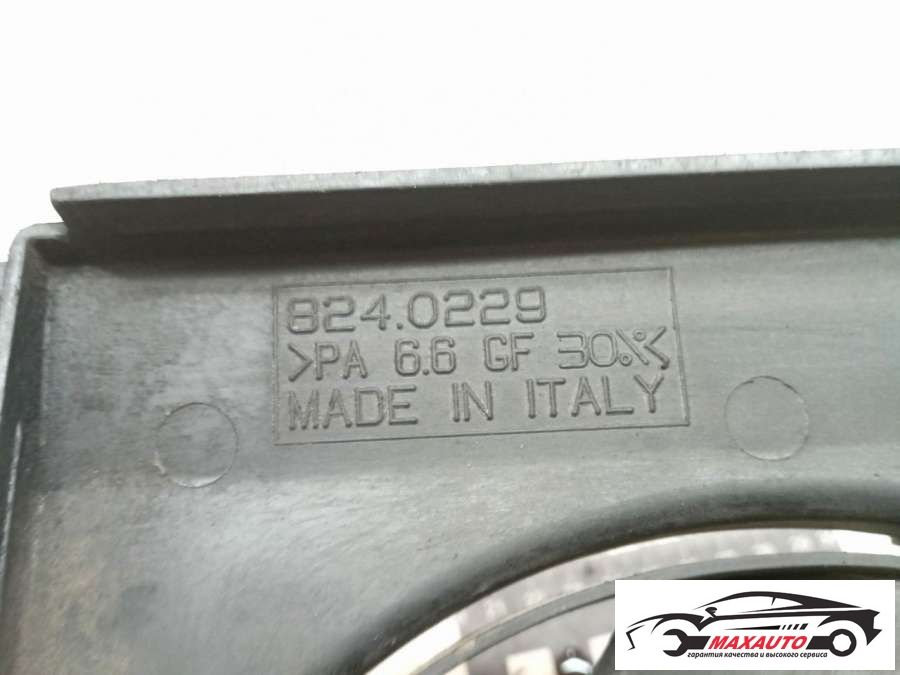 824.0229
>PA 6.6 GF 30%<
MADE IN ITALY
MAXAUTO
гарантия качества и высокого сервиса